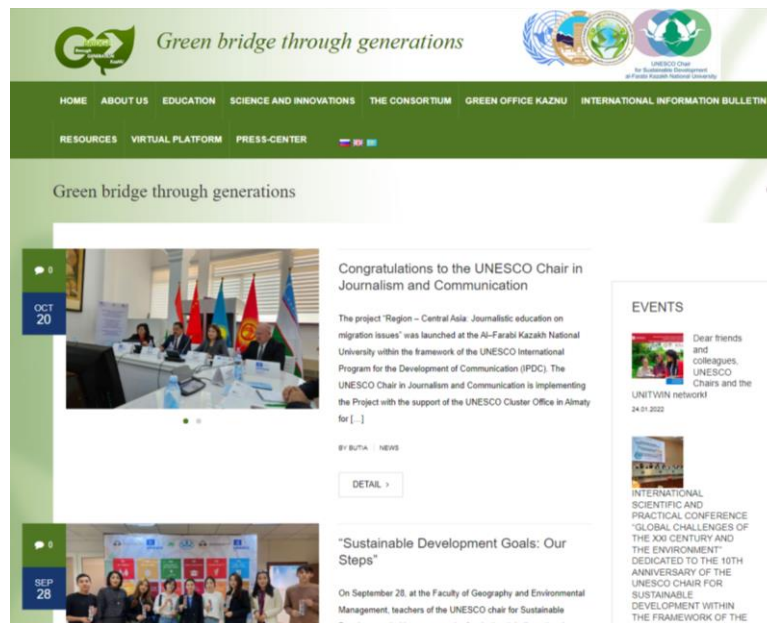 BRIDGE
Green bridge through generations
UNESCO Chair
for Sustainable Development
al-Farabi Kazakh National University
HOME ABOUT US EDUCATION SCIENCE AND INNOVATIONS THE CONSORTIUM GREEN OFFICE KAZNU INTERNATIONAL INFORMATION BULLETIN
RESOURCES VIRTUAL PLATFORM PRESS-CENTER
Green bridge through generations
0
OCT
20
Congratulations to the UNESCO Chair in
Journalism and Communication
The project “Region – Central Asia: Journalistic education on
migration issues” was launched at the Al–Farabi Kazakh National
University within the framework of the UNESCO International
Program for the Development of Communication (IPDC). The
UNESCO Chair in Journalism and Communication is implementing
the Project with the support of the UNESCO Cluster Office in Almaty
for [...]
BY BUTIA | NEWS
DETAIL >
0
SEP
28
“Sustainable Development Goals: Our
Steps”
On September 28, at the Faculty of Geography and Environmental
Management, teachers of the UNESCO chair for Sustainable
EVENTS
Dear friends
and
colleagues,
UNESCO
Chairs and the
UNITWIN network!
24.01.2022
INTERNATIONAL
SCIENTIFIC AND
PRACTICAL CONFERENCE
“GLOBAL CHALLENGES OF
THE XXI CENTURY AND
THE ENVIRONMENT”
DEDICATED TO THE 10TH
ANNIVERSARY OF THE
UNESCO CHAIR FOR
SUSTAINABLE
DEVELOPMENT WITHIN
THE FRAMEWORK OF THE